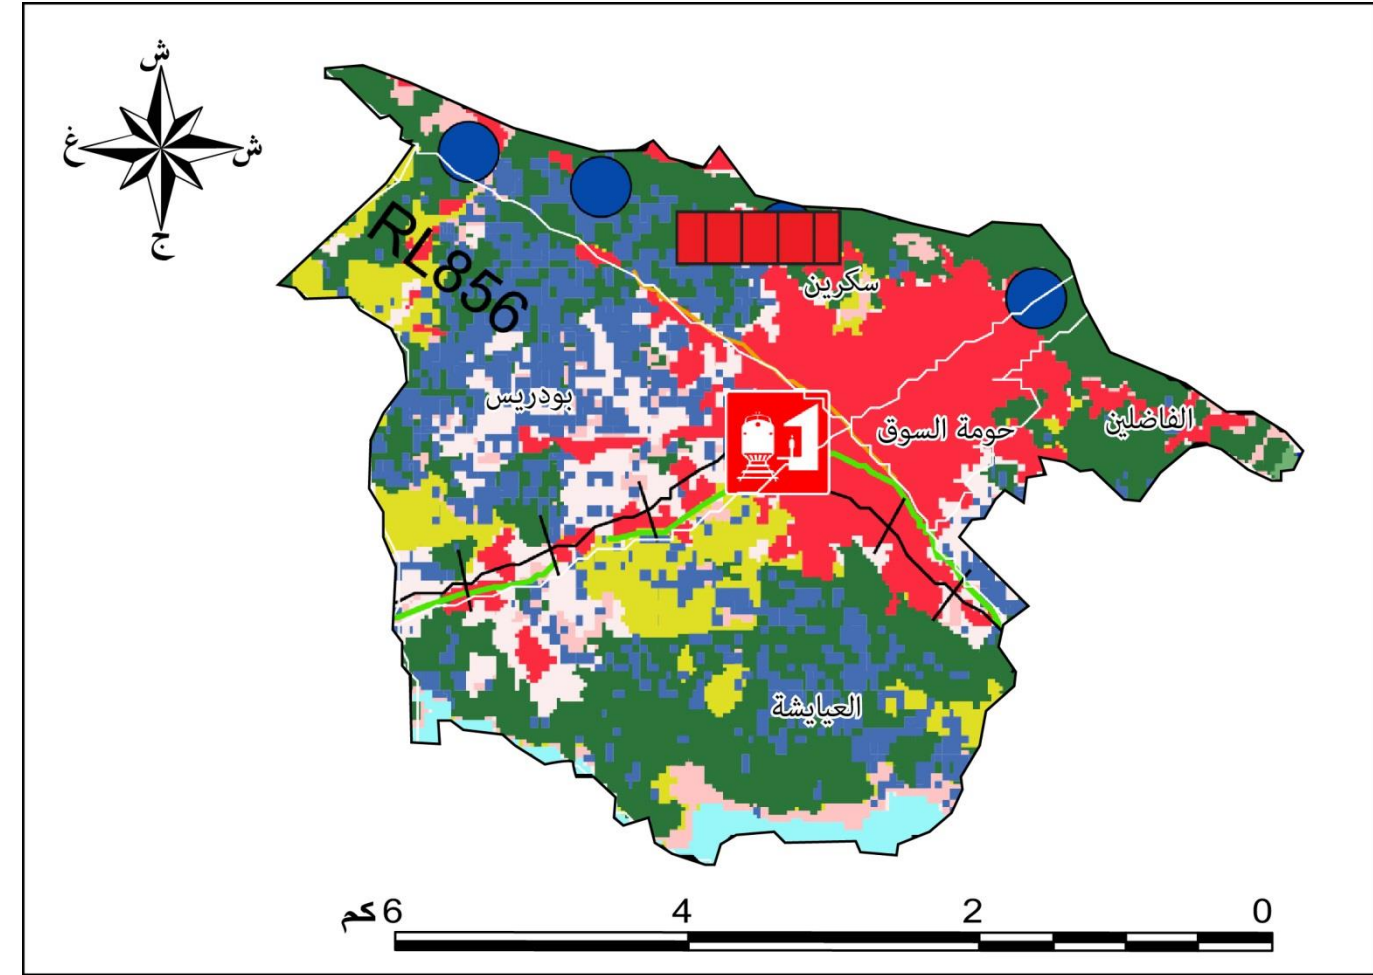 ش
غ
ش
ج
RL856
سكرين
بودريس
حومة السوق
الفاضلين
العيايشة
كم 6 4 2 0